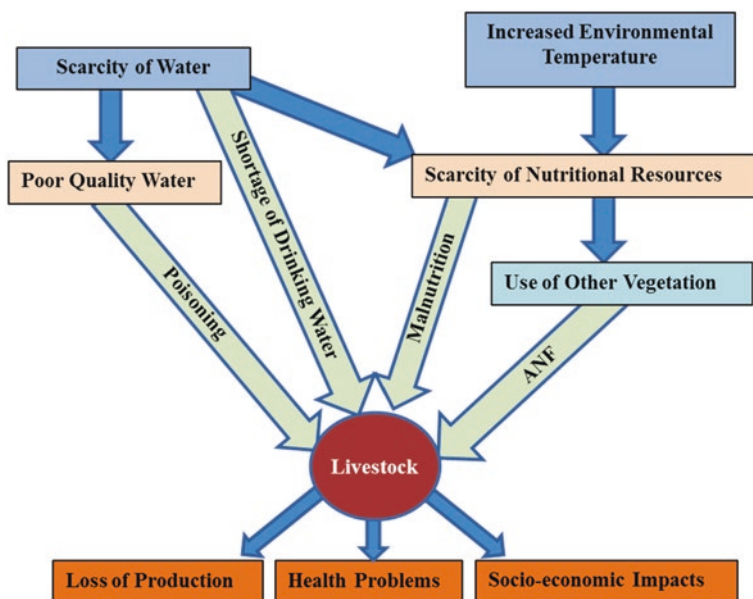 Increased Environmental
Temperature
Scarcity of Water
Poor Quality Water
Scarcity of Nutritional Resources
Shortage of Drinking Water
Malnutrition
Poisoning
Use of Other Vegetation
ANF
Livestock
Loss of Production
Health Problems
Socio-economic Impacts